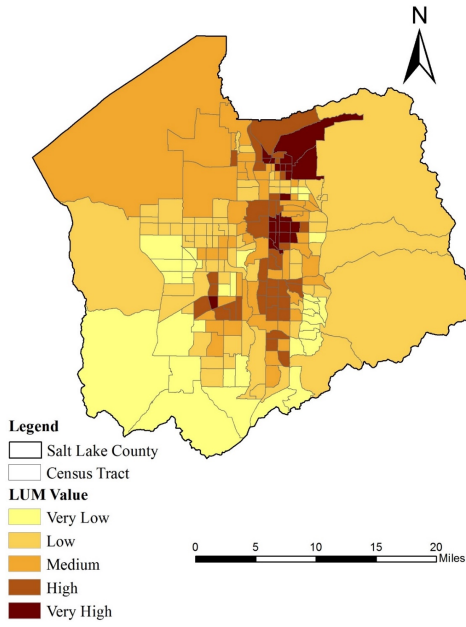 N
Legend
Salt Lake County
Census Tract
LUM Value
Very Low
Low
Medium
High
Very High
0 5 10 15 20
Miles